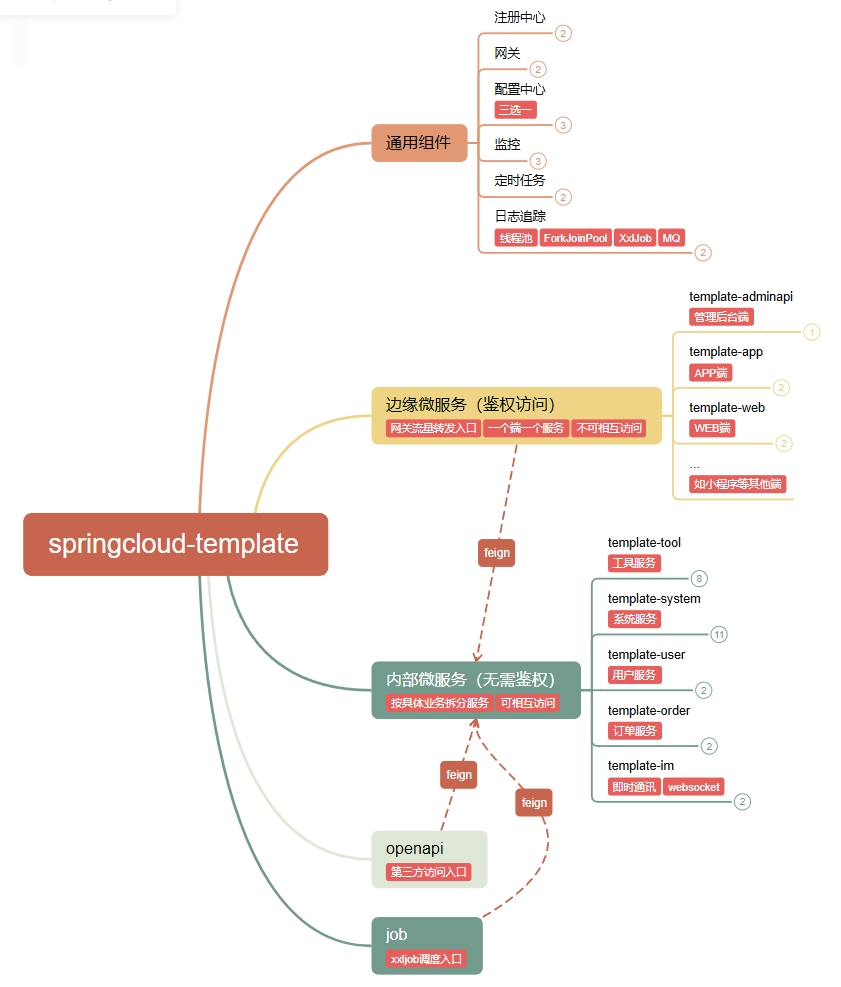 注册中心
2
网关
2
配置中心
三选一
3
通用组件
监控
3
定时任务
2
日志追踪
线程池 ForkJoinPool XxlJob MQ
2
template-adminapi
管理后台端
1
template-app
APP端
2
边缘微服务（鉴权访问）
网关流量转发入口 一个端一个服务 不可相互访问
template-web
WEB端
2
...
如小程序等其他端
springcloud-template
feign
template-tool
工具服务
8
template-system
系统服务
11
内部微服务（无需鉴权）
按具体业务拆分服务 可相互访问
template-user
用户服务
2
template-order
订单服务
2
template-im
即时通讯 websocket
2
feign
feign
openapi
第三方访问入口
job
xxljob调度入口